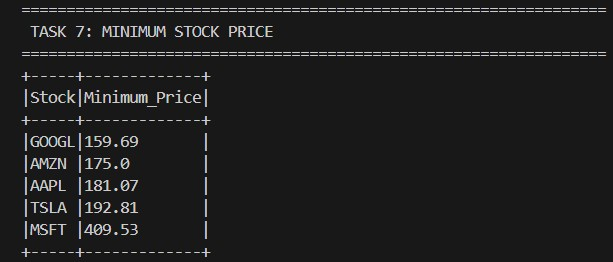 ================================================================
TASK 7: MINIMUM STOCK PRICE
================================================================
+-----+-------------+
|Stock|Minimum_Price|
+-----+-------------+
|GOOGL|159.69       |
|AMZN |175.0        |
|AAPL |181.07       |
|TSLA |192.81       |
|MSFT |409.53       |
+-----+-------------+